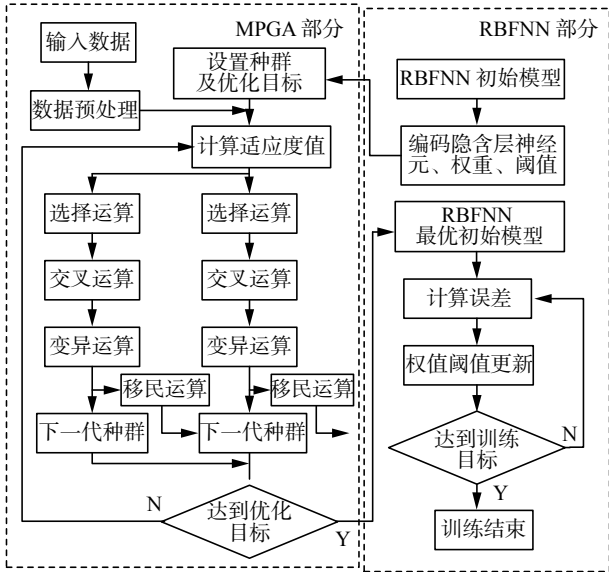 MPGA 部分
输入数据
设置种群
及优化目标
数据预处理
计算适应度值
选择运算
选择运算
交叉运算
交叉运算
变异运算
变异运算
移民运算
移民运算
下一代种群
下一代种群
达到优化
目标
N
Y
RBFNN 部分
RBFNN 初始模型
编码隐含层神经
元、权重、阈值
RBFNN
最优初始模型
计算误差
权值阈值更新
达到训练
目标
N
Y
训练结束